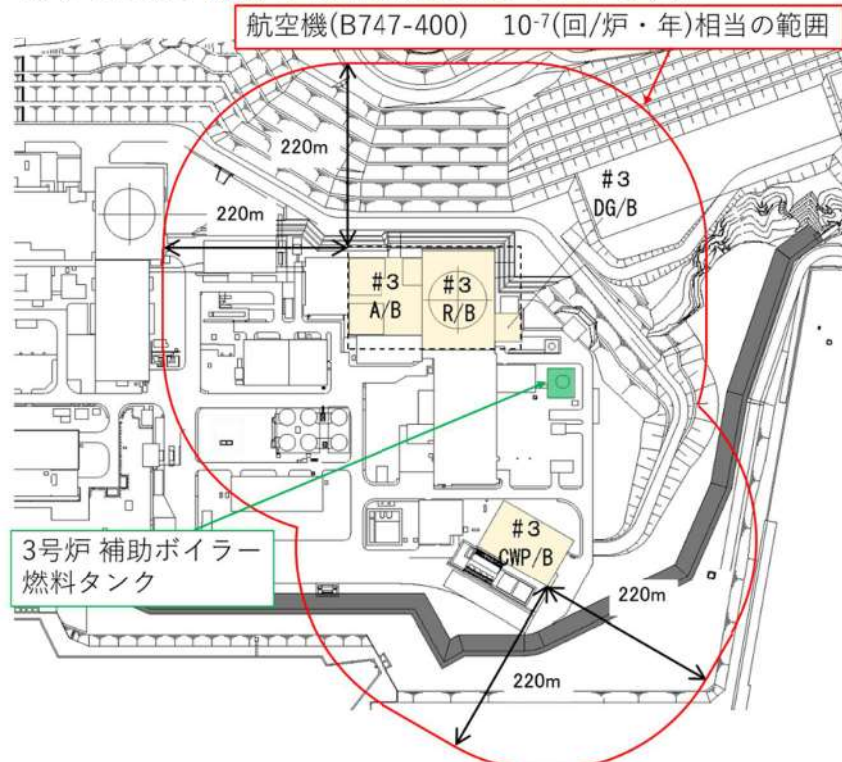 航空機(B747-400) 10⁻⁷(回/炉・年)相当の範囲
220m
220m
#3
DG/B
#3
A/B
#3
R/B
#3
CWP/B
3号炉 補助ボイラー
燃料タンク
220m
220m